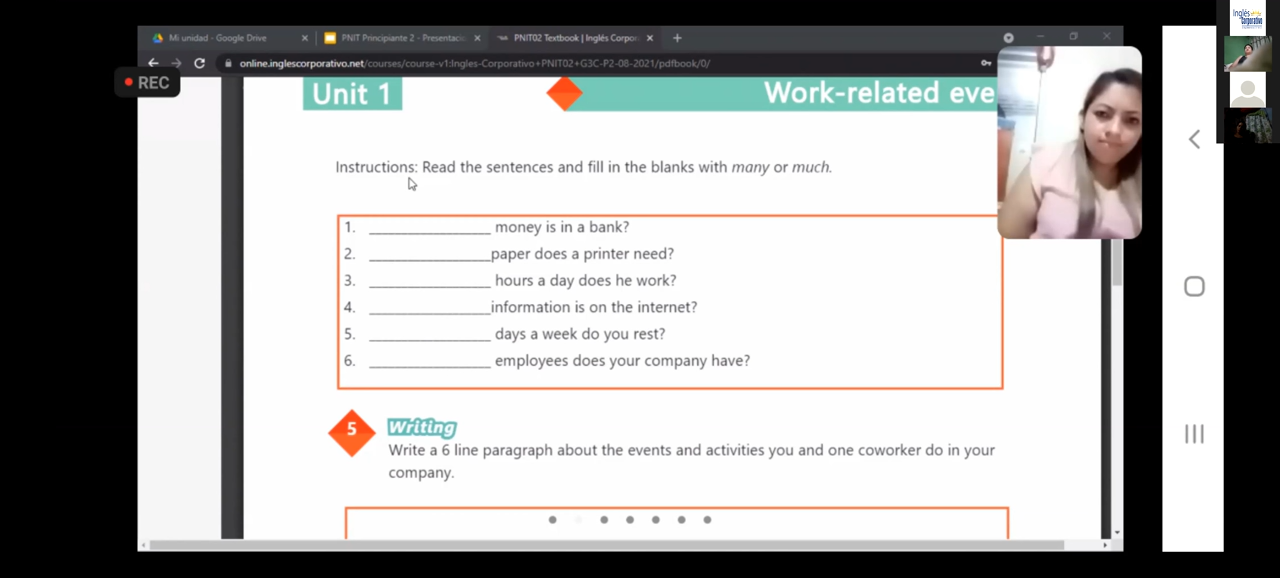 Mi unidad - Google Drive
PNIT Principiante 2 - Presentaci
PNIT02 Textbook | Inglés Corpor
online.inglescorporativo.net/courses/course-v1:Ingles-Corporativo+PNIT02+G3C-P2-08-2021/pdfbook/0/
REC
Inglés
Corporativo
Unit 1
Work-related eve
Instructions: Read the sentences and fill in the blanks with many or much.
1. ________________ money is in a bank?
2. ________________paper does a printer need?
3. ________________ hours a day does he work?
4. ________________information is on the internet?
5. ________________ days a week do you rest?
6. ________________ employees does your company have?
5
Writing
Write a 6 line paragraph about the events and activities you and one coworker do in your
company.